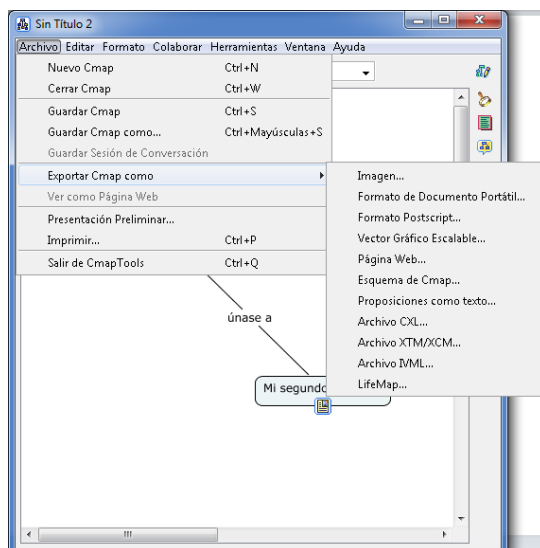 Sin Título 2
Archivo Editar Formato Colaborar Herramientas Ventana Ayuda
Nuevo Cmap Ctrl+N
Cerrar Cmap Ctrl+W
Guardar Cmap Ctrl+S
Guardar Cmap como... Ctrl+Mayúsculas+S
Guardar Sesión de Conversación
Exportar Cmap como
Ver como Página Web
Presentación Preliminar...
Imprimir... Ctrl+P
Salir de CmapTools Ctrl+Q
Imagen...
Formato de Documento Portátil...
Formato Postscript...
Vector Gráfico Escalable...
Página Web...
Esquema de Cmap...
Proposiciones como texto...
Archivo CXL...
Archivo XTM/XCM...
Archivo IVML...
LifeMap...
únase a
Mi segundo